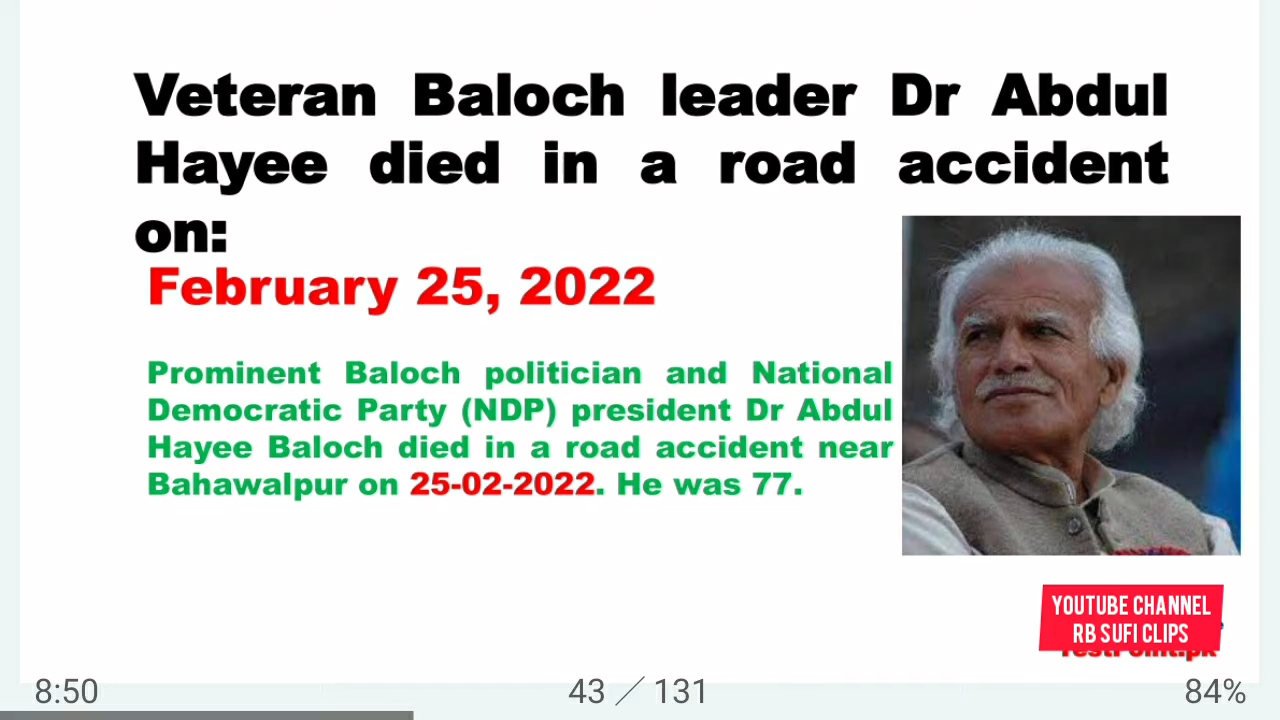 Veteran Baloch leader Dr Abdul
Hayee died in a road accident
on:
February 25, 2022
Prominent Baloch politician and National
Democratic Party (NDP) president Dr Abdul
Hayee Baloch died in a road accident near
Bahawalpur on 25-02-2022. He was 77.
YOUTUBE CHANNEL
RB SUFI CLIPS
TestPoint.pk
8:50
43 / 131
84%